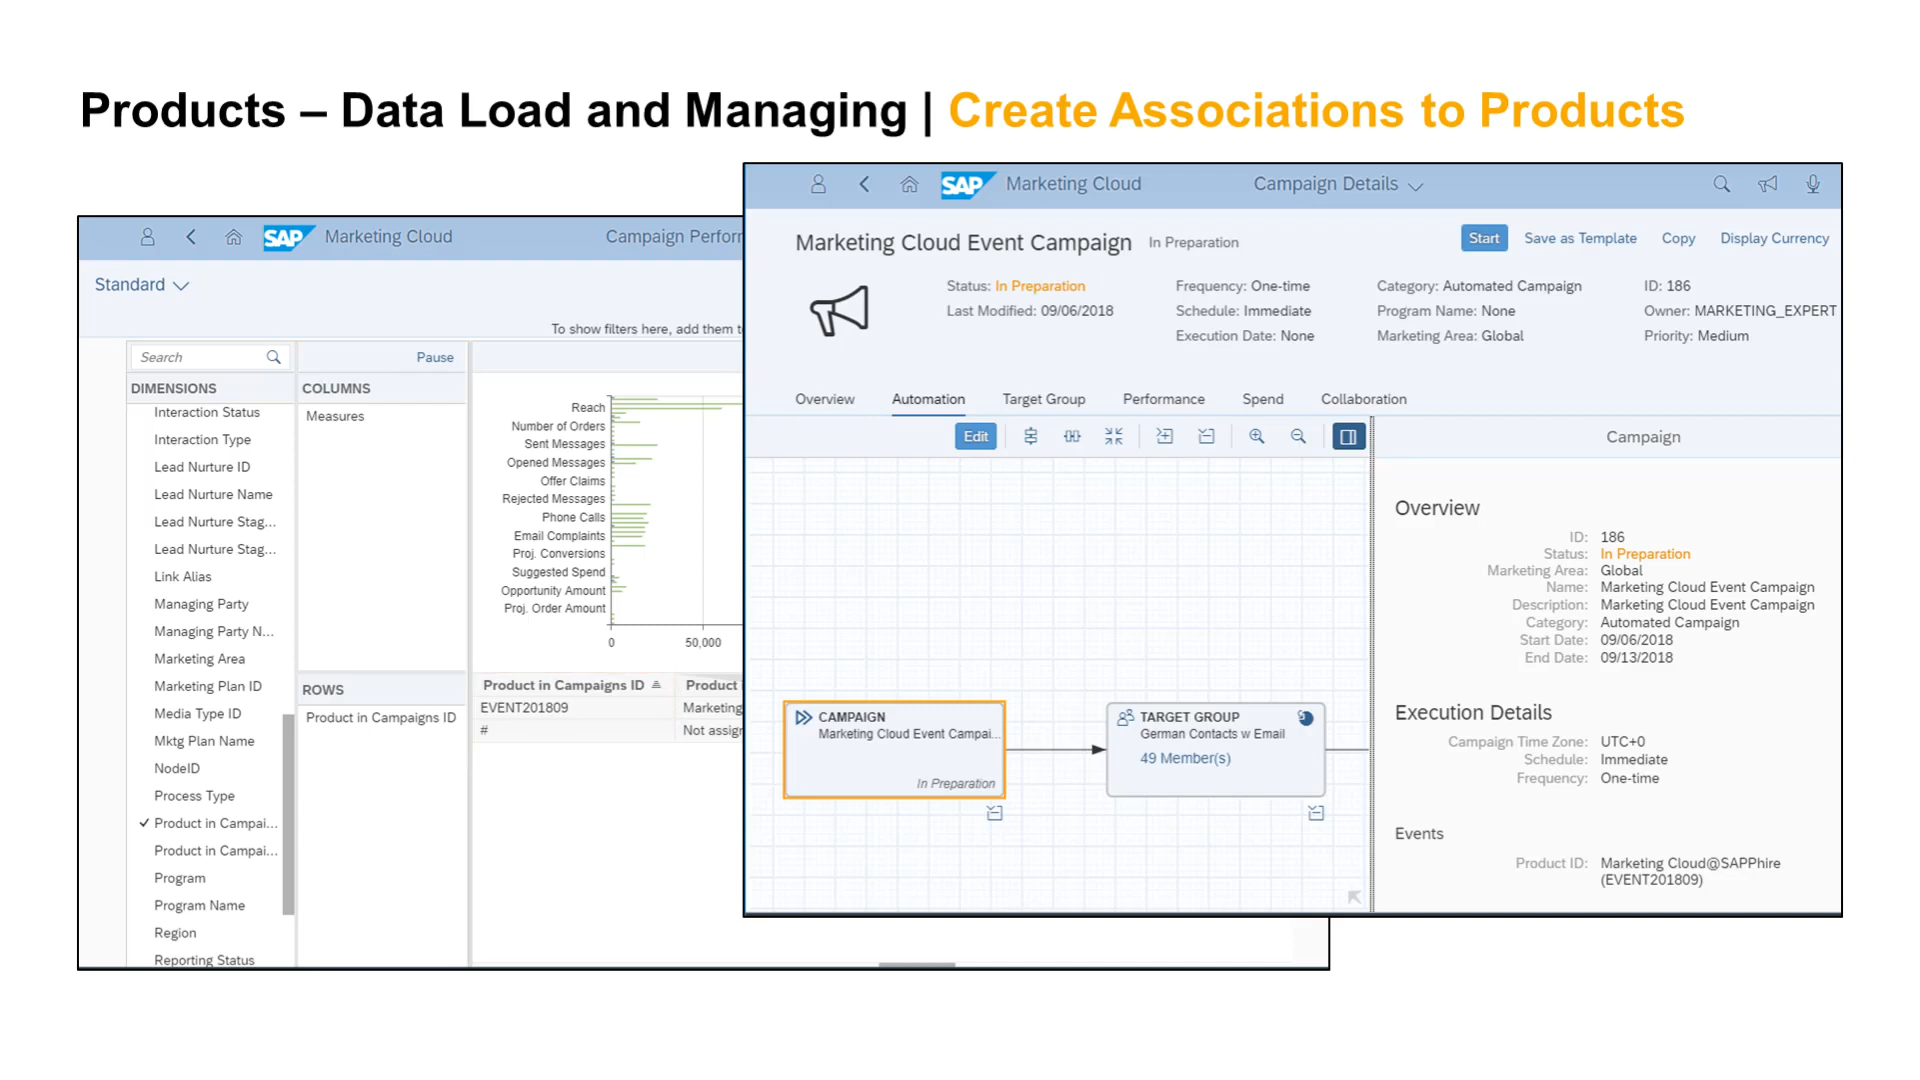 Products – Data Load and Managing | Create Associations to Products
SAP Marketing Cloud Campaign Perforr
Standard
To show filters here, add them t
Search
Pause
DIMENSIONS
COLUMNS
Interaction Status
Interaction Type
Lead Nurture ID
Lead Nurture Name
Lead Nurture Stag...
Lead Nurture Stag...
Link Alias
Managing Party
Managing Party N...
Marketing Area
Marketing Plan ID
Media Type ID
Mktg Plan Name
NodeID
Process Type
Product in Campai...
Product in Campai...
Program
Program Name
Region
Reporting Status
Measures
ROWS
Product in Campaigns ID
Reach
Number of Orders
Sent Messages
Opened Messages
Offer Claims
Rejected Messages
Phone Calls
Email Complaints
Proj. Conversions
Suggested Spend
Opportunity Amount
Proj. Order Amount
0 50,000
Product in Campaigns ID Product
EVENT201809 Marketing
# Not assig
SAP Marketing Cloud Campaign Details
Marketing Cloud Event Campaign In Preparation
Start Save as Template Copy Display Currency
Status: In Preparation
Last Modified: 09/06/2018
Frequency: One-time
Schedule: Immediate
Execution Date: None
Category: Automated Campaign
Program Name: None
Marketing Area: Global
ID: 186
Owner: MARKETING_EXPERT
Priority: Medium
Overview Automation Target Group Performance Spend Collaboration
Edit
CAMPAIGN
Marketing Cloud Event Campai...
In Preparation
TARGET GROUP
German Contacts w Email
49 Member(s)
Campaign
Overview
ID: 186
Status: In Preparation
Marketing Area: Global
Name: Marketing Cloud Event Campaign
Description: Marketing Cloud Event Campaign
Category: Automated Campaign
Start Date: 09/06/2018
End Date: 09/13/2018
Execution Details
Campaign Time Zone: UTC+0
Schedule: Immediate
Frequency: One-time
Events
Product ID: Marketing Cloud@SAPPhire
(EVENT201809)